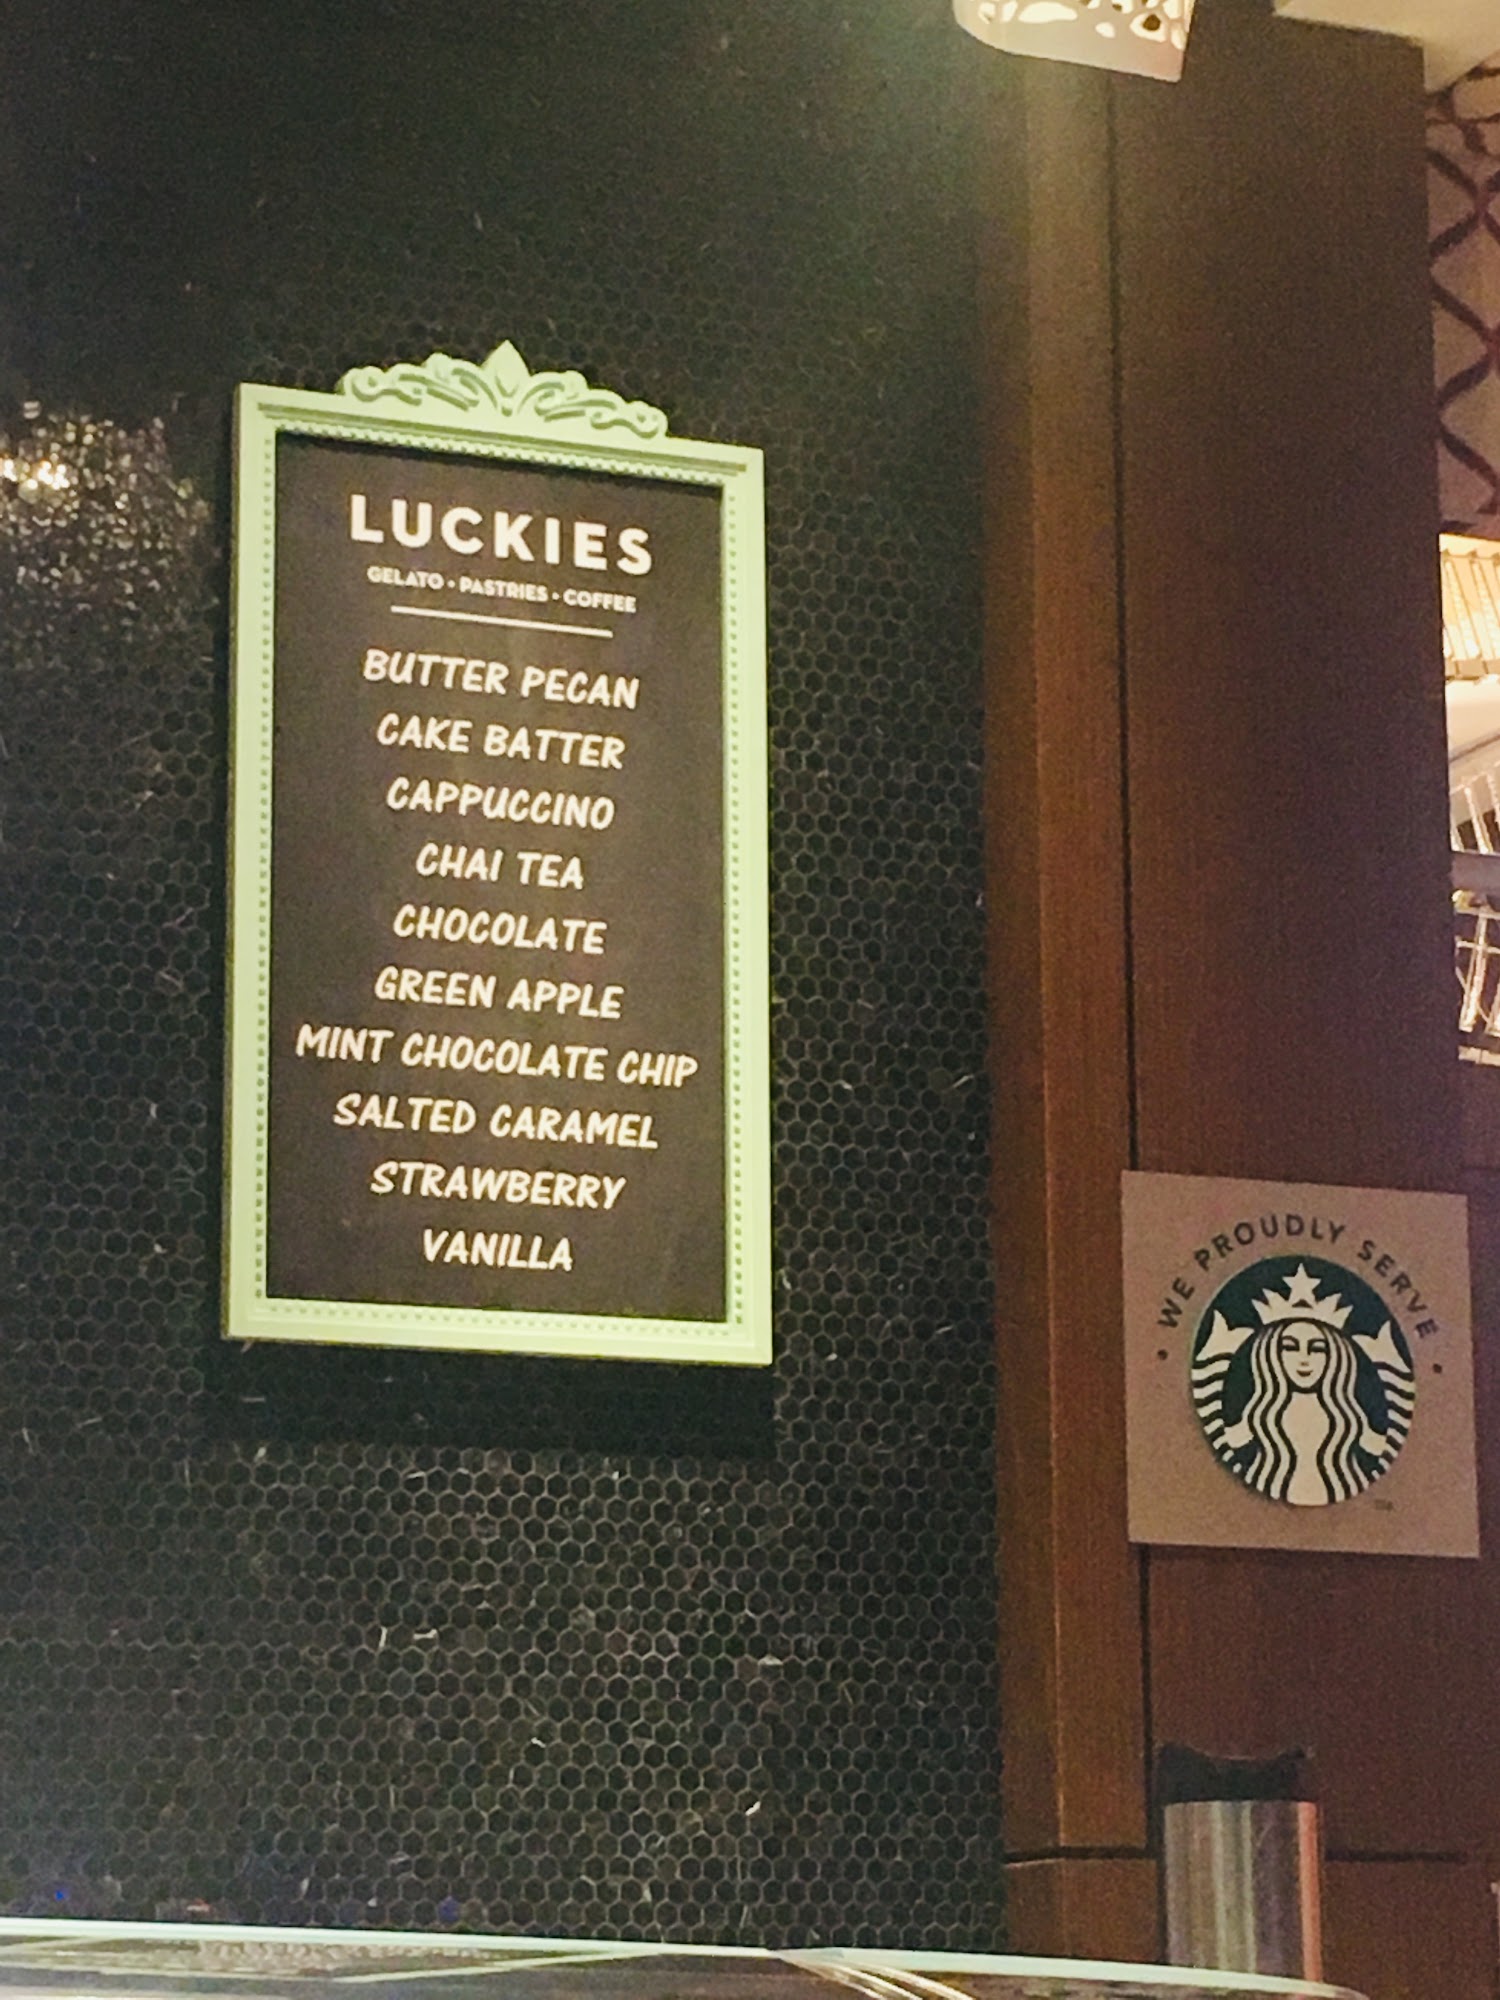 LUCKIES
GELATO • PASTRIES • COFFEE
BUTTER PECAN
CAKE BATTER
CAPPUCCINO
CHAI TEA
CHOCOLATE
GREEN APPLE
MINT CHOCOLATE CHIP
SALTED CARAMEL
STRAWBERRY
VANILLA
• WE PROUDLY SERVE •